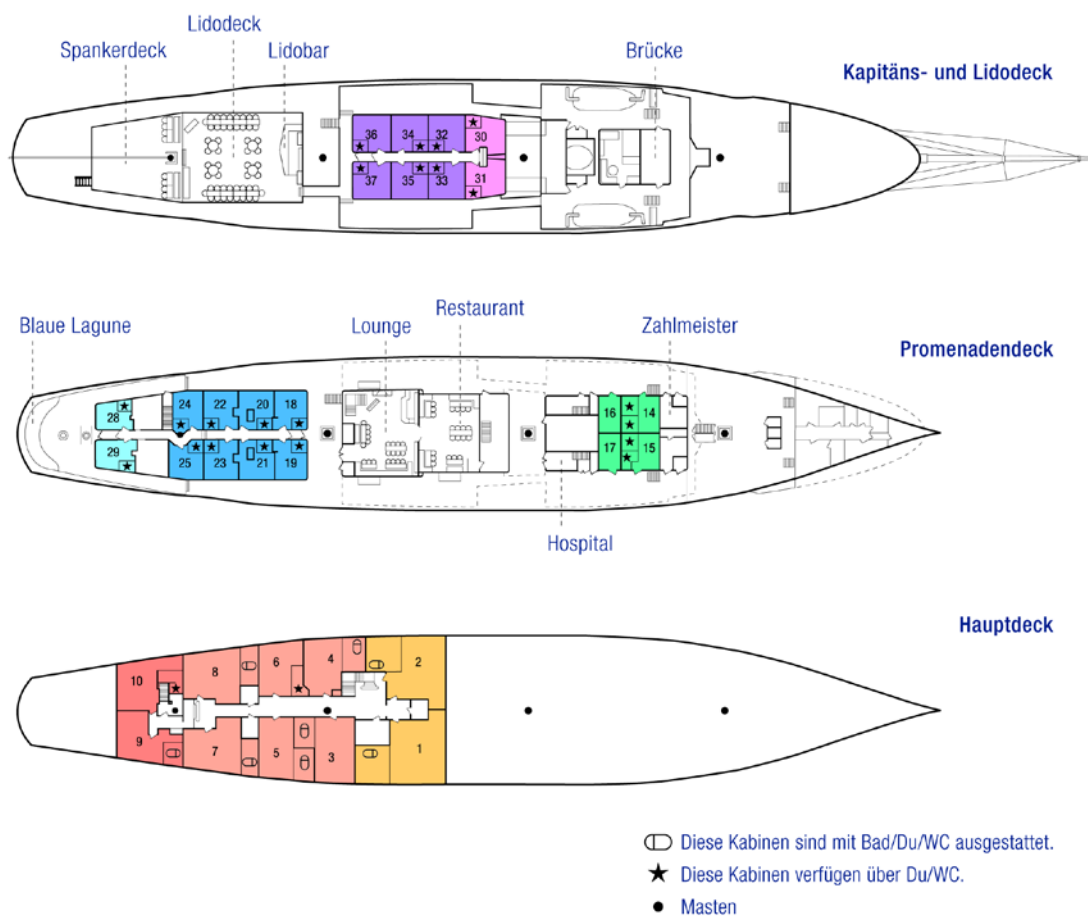 Lidodeck
Spankerdeck
Lidobar
Brücke
Kapitäns- und Lidodeck
36
34
32
30
37
35
33
31
Blaue Lagune
Lounge
Restaurant
Zahlmeister
Promenadendeck
28
24
22
20
18
16
14
29
25
23
21
19
17
15
Hospital
Hauptdeck
10
8
6
4
2
9
7
5
3
1
Diese Kabinen sind mit Bad/Du/WC ausgestattet.
Diese Kabinen verfügen über Du/WC.
Masten